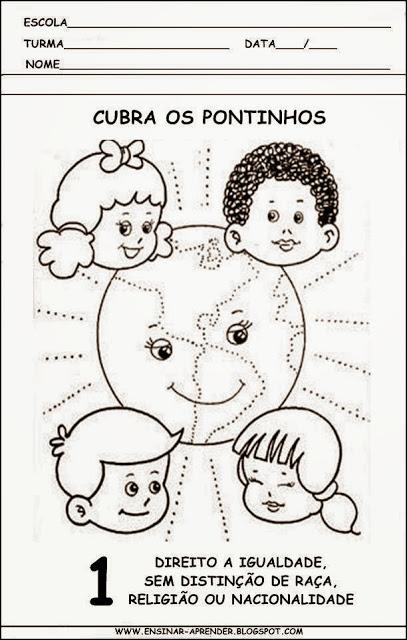 ESCOLA
TURMA DATA / 
NOME
CUBRA OS PONTINHOS
1 DIREITO A IGUALDADE,
SEM DISTINÇÃO DE RAÇA,
RELIGIÃO OU NACIONALIDADE
WWW.ENSINAR-APRENDER.BLOGSPOT.COM